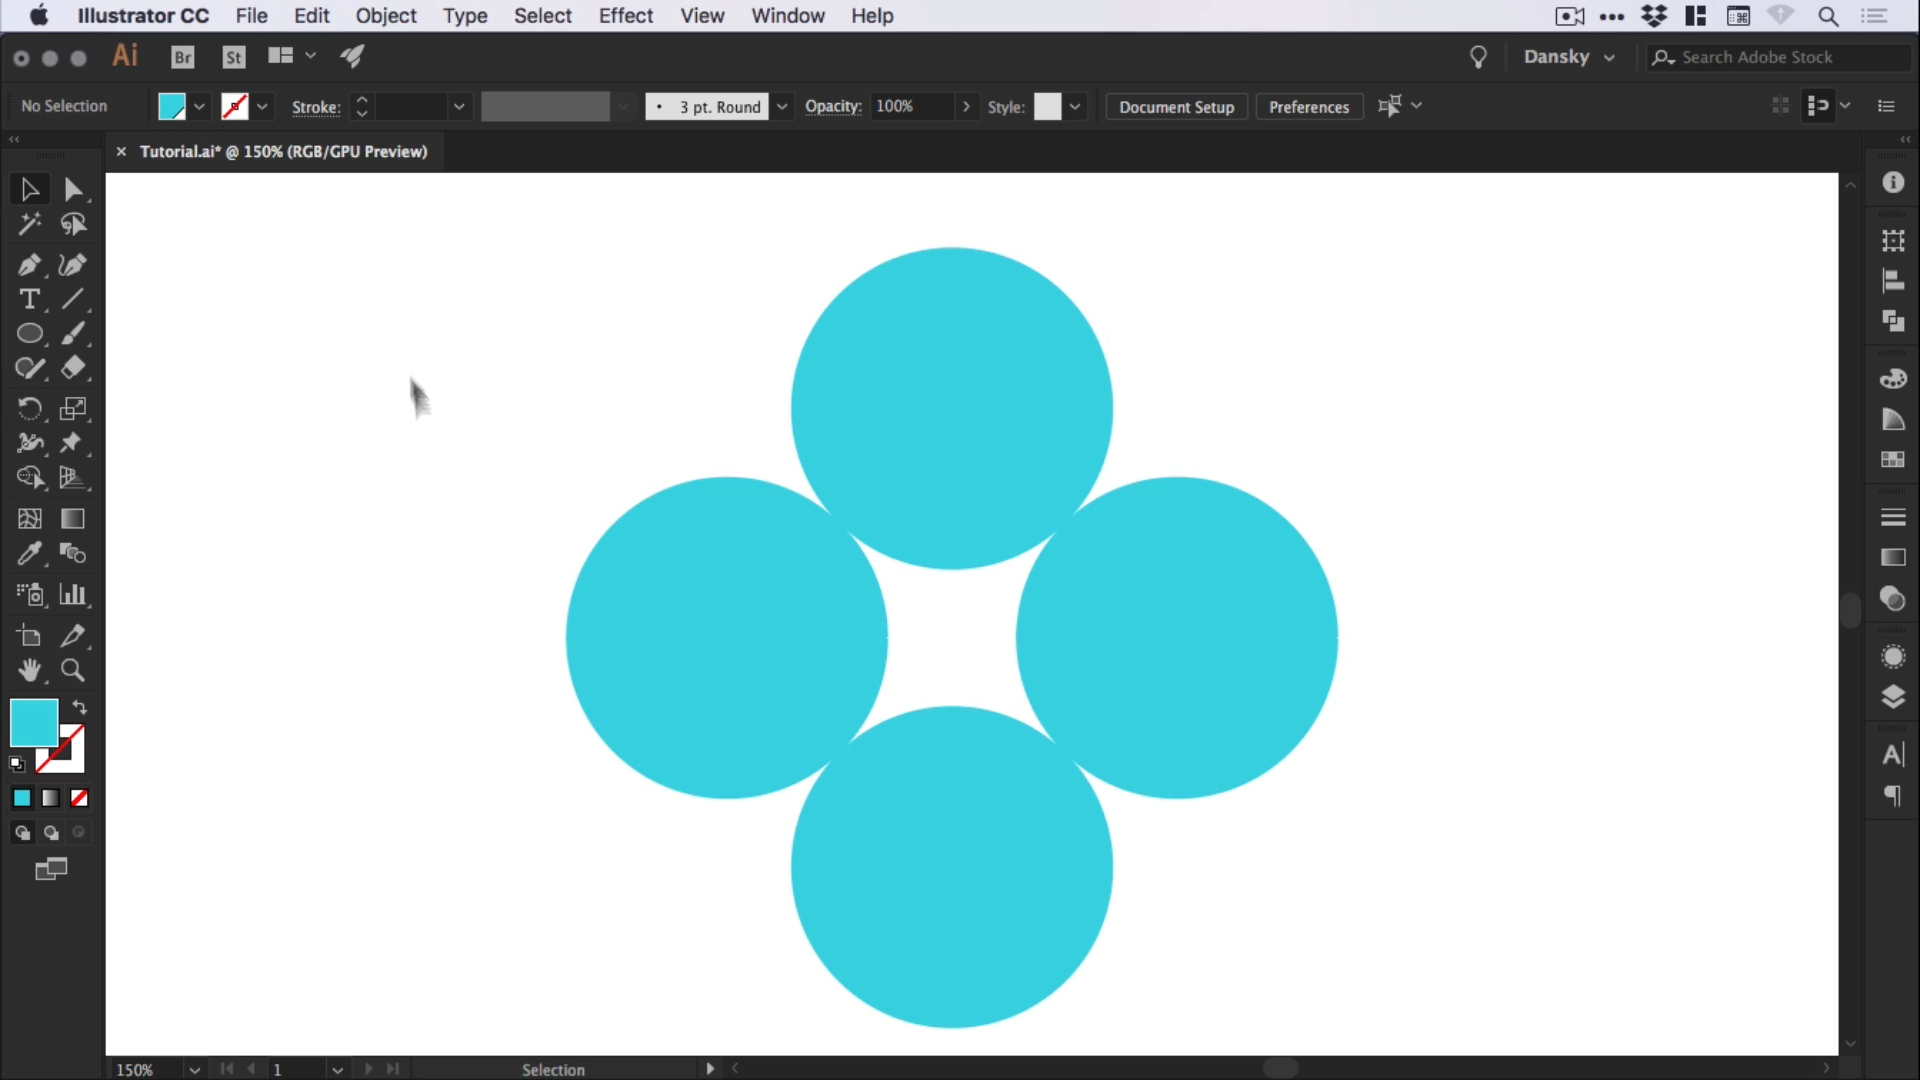 Illustrator CC File Edit Object Type Select Effect View Window Help
Ai Br St Dansky Search Adobe Stock
No Selection Stroke: 3 pt. Round Opacity: 100% Style: Document Setup Preferences
× Tutorial.ai* @ 150% (RGB/GPU Preview)
T
A
150% 1 Selection